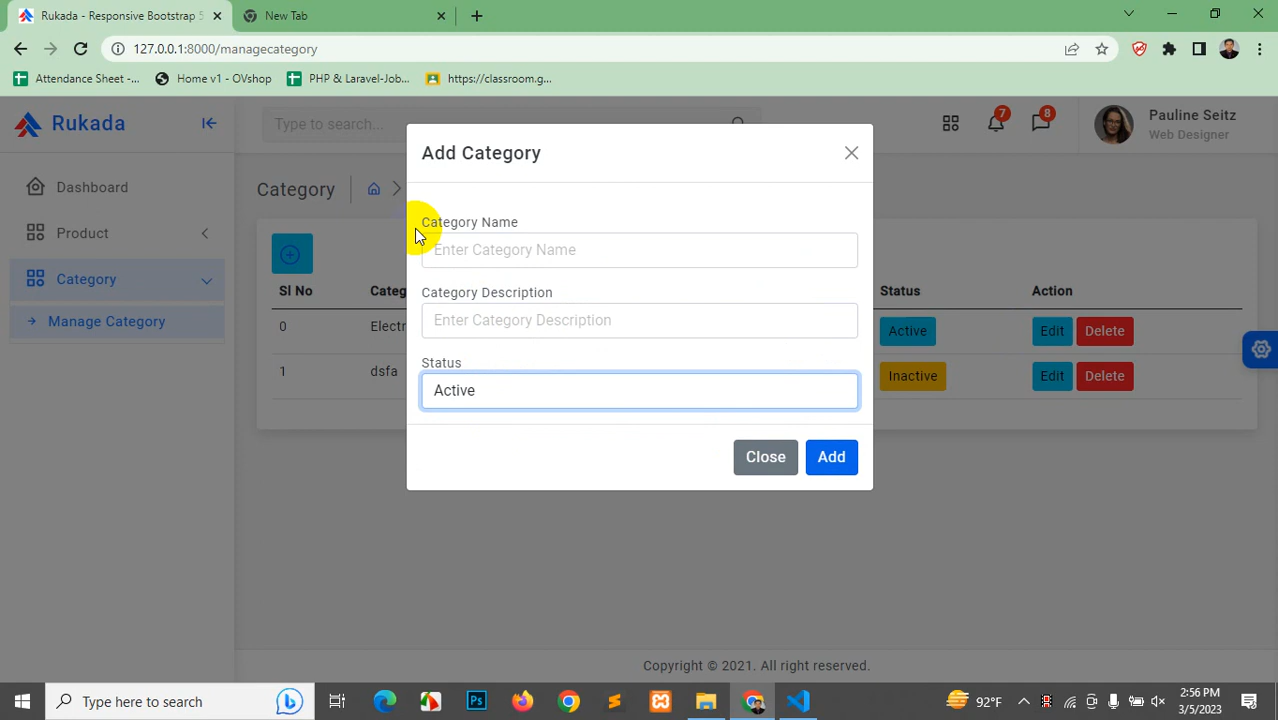 Rukada - Responsive Bootstrap 5
New Tab
127.0.0.1:8000/managecategory
Attendance Sheet -...
Home v1 - OVshop
PHP & Laravel-Job...
https://classroom.g...
Rukada
Type to search...
7
8
Pauline Seitz
Web Designer
Dashboard
Product
Category
Manage Category
Category
Sl No
Categ
Status
Action
0
Electr
Active
Edit
Delete
1
dsfa
Inactive
Edit
Delete
Add Category
Category Name
Enter Category Name
Category Description
Enter Category Description
Status
Active
Close
Add
Copyright © 2021. All right reserved.
Type here to search
Ps
92°F
2:56 PM
3/5/2023